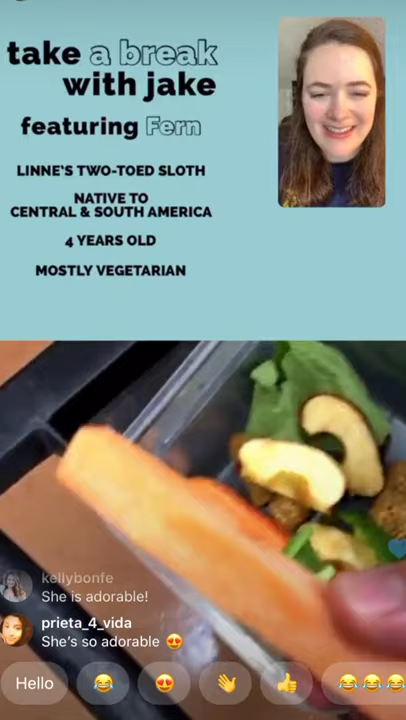 take a break
with jake
featuring Fern
LINNE'S TWO-TOED SLOTH
NATIVE TO
CENTRAL & SOUTH AMERICA
4 YEARS OLD
MOSTLY VEGETARIAN
kellybonfe
She is adorable!
prieta_4_vida
She's so adorable 😍
Hello 😂 😍 👋 👍 😂😂😂